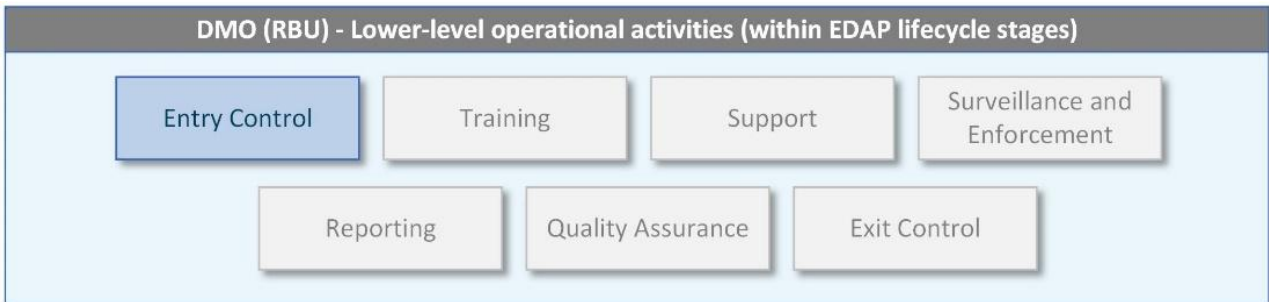 DMO (RBU) - Lower-level operational activities (within EDAP lifecycle stages)
Entry Control
Training
Support
Surveillance and
Enforcement
Reporting
Quality Assurance
Exit Control